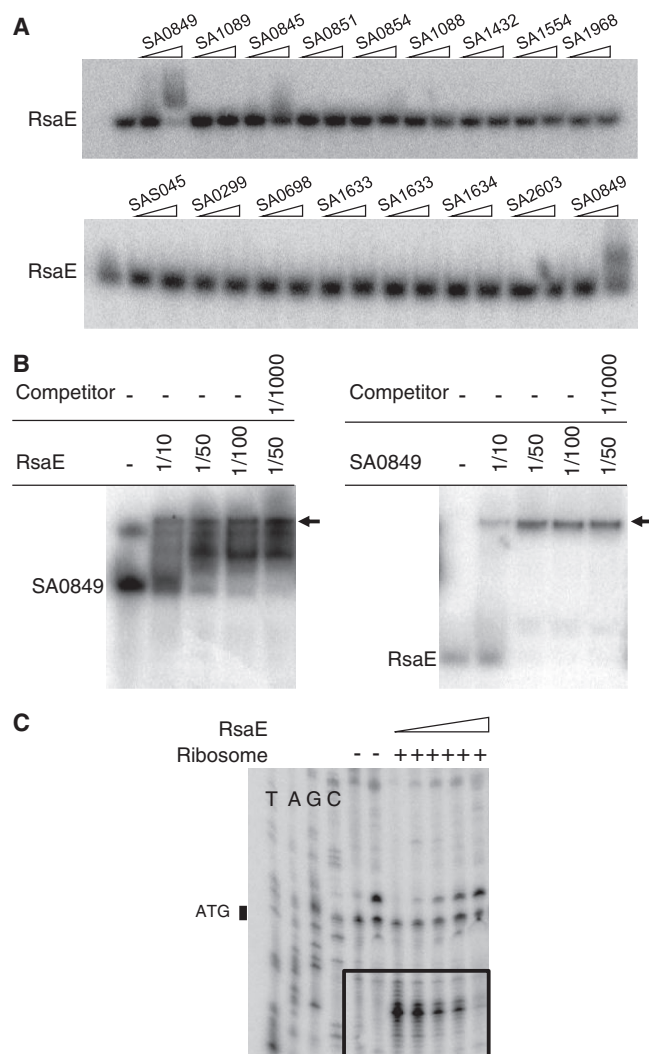 A
SA0849 SA1089 SA0845 SA0851 SA0854 SA1088 SA1432 SA1554 SA1968
RsaE
SAS045 SA0299 SA0698 SA1633 SA1633 SA1634 SA2603 SA0849
RsaE
B
Competitor - - - - 1/1000
RsaE - 1/10 1/50 1/100 1/50
SA0849
Competitor - - - - 1/1000
SA0849 - 1/10 1/50 1/100 1/50
RsaE
C
RsaE
Ribosome - - + + + + + +
T A G C
ATG